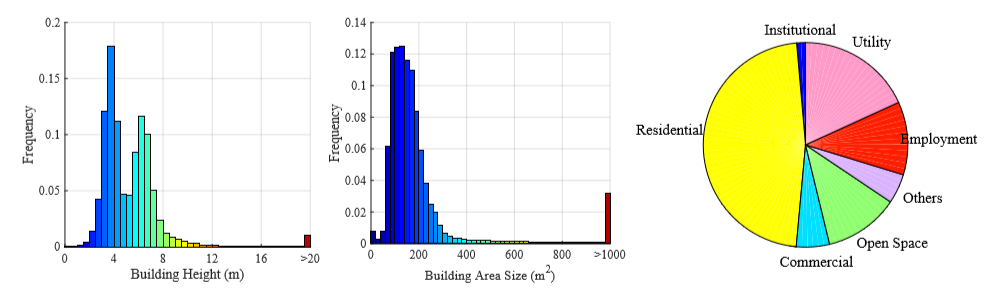 0.2
0.15
0.1
0.05
0
Frequency
0 4 8 12 16 >20
Building Height (m)
0.14
0.12
0.1
0.08
0.06
0.04
0.02
0
Frequency
0 200 400 600 800 >1000
Building Area Size (m²)
Institutional
Utility
Residential
Employment
Others
Open Space
Commercial